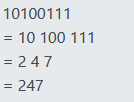 10100111
= 10 100 111
= 2 4 7
= 247